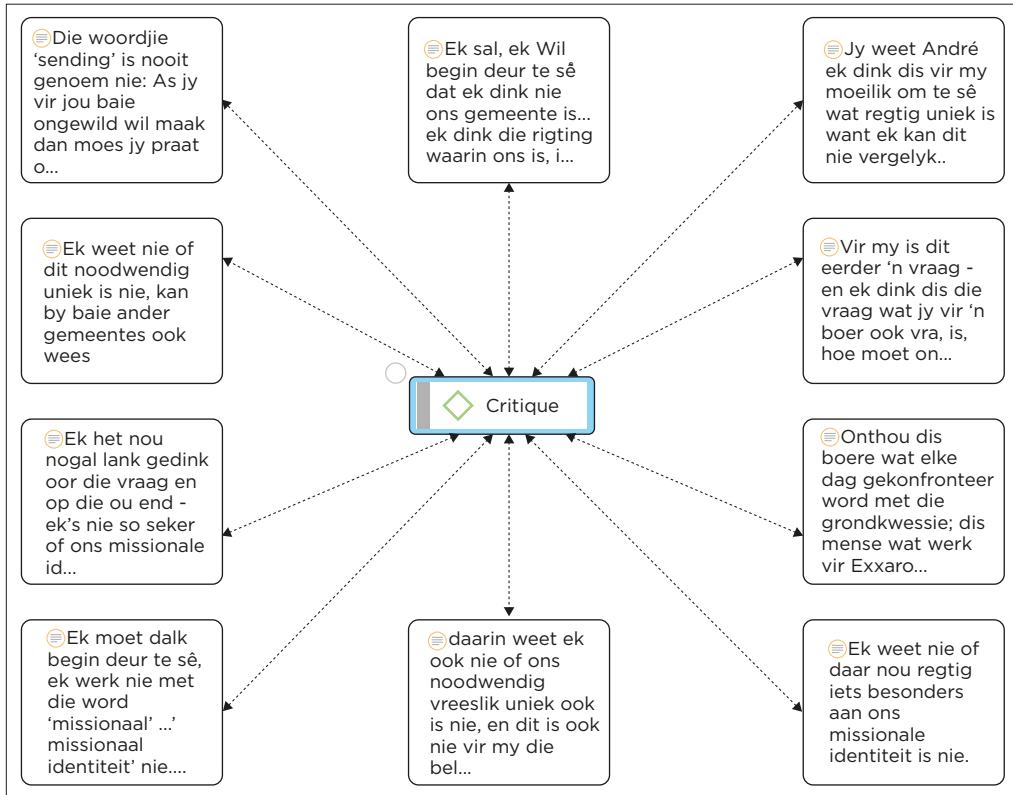 Die woordjie
‘sending’ is nooit
genoem nie: As jy
vir jou baie
ongewild wil maak
dan moes jy praat
o...
Ek sal, ek Wil
begin deur te sê
dat ek dink nie
ons gemeente is...
ek dink die rigting
waarin ons is, i...
Jy weet André
ek dink dis vir my
moeilik om te sê
wat regtig uniek is
want ek kan dit
nie vergelyk..
Ek weet nie of
dit noodwendig
uniek is nie, kan
by baie ander
gemeentes ook
wees
Vir my is dit
eerder ‘n vraag -
en ek dink dis die
vraag wat jy vir ‘n
boer ook vra, is,
hoe moet on...
Critique
Ek het nou
nogal lank gedink
oor die vraag en
op die ou end -
ek’s nie so seker
of ons missionale
id...
Onthou dis
boere wat elke
dag gekonfronteer
word met die
grondkwessie; dis
mense wat werk
vir Exxaro...
Ek moet dalk
begin deur te sê,
ek werk nie met
die word
‘missionaal’ ...’
missionaal
identiteit’ nie....
daarin weet ek
ook nie of ons
noodwendig
vreeslik uniek ook
is nie, en dit is ook
nie vir my die
bel...
Ek weet nie of
daar nou regtig
iets besonders
aan ons
missionale
identiteit is nie.